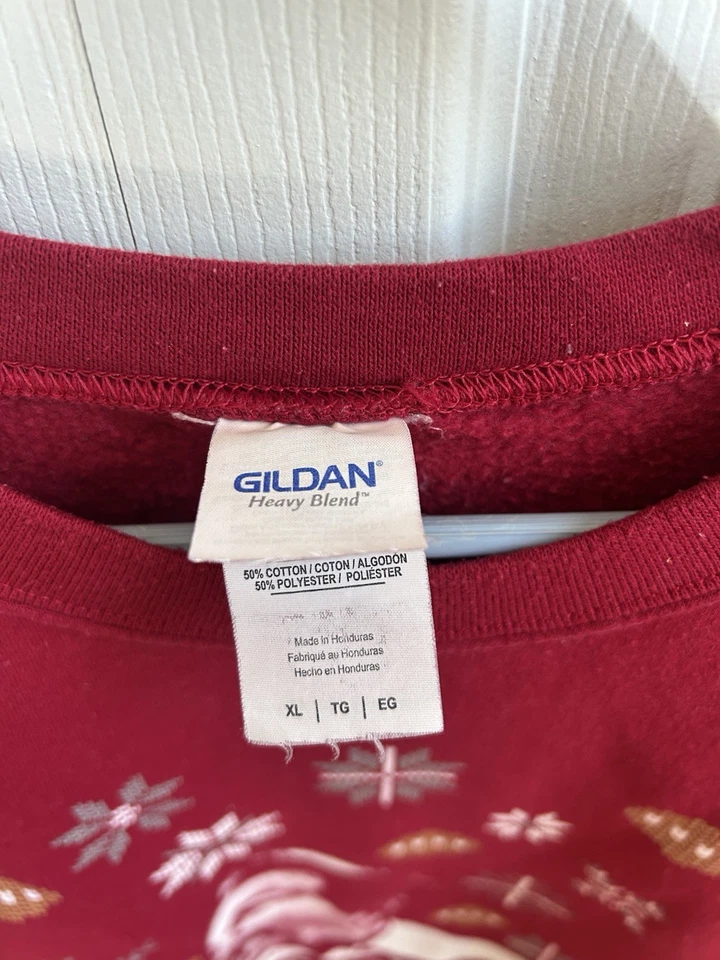 GILDAN®
Heavy Blend™
50% COTTON / COTON / ALGODÓN
50% POLYESTER / POLIÉSTER
Made in Honduras
Fabriqué au Honduras
Hecho en Honduras
XL | TG | EG